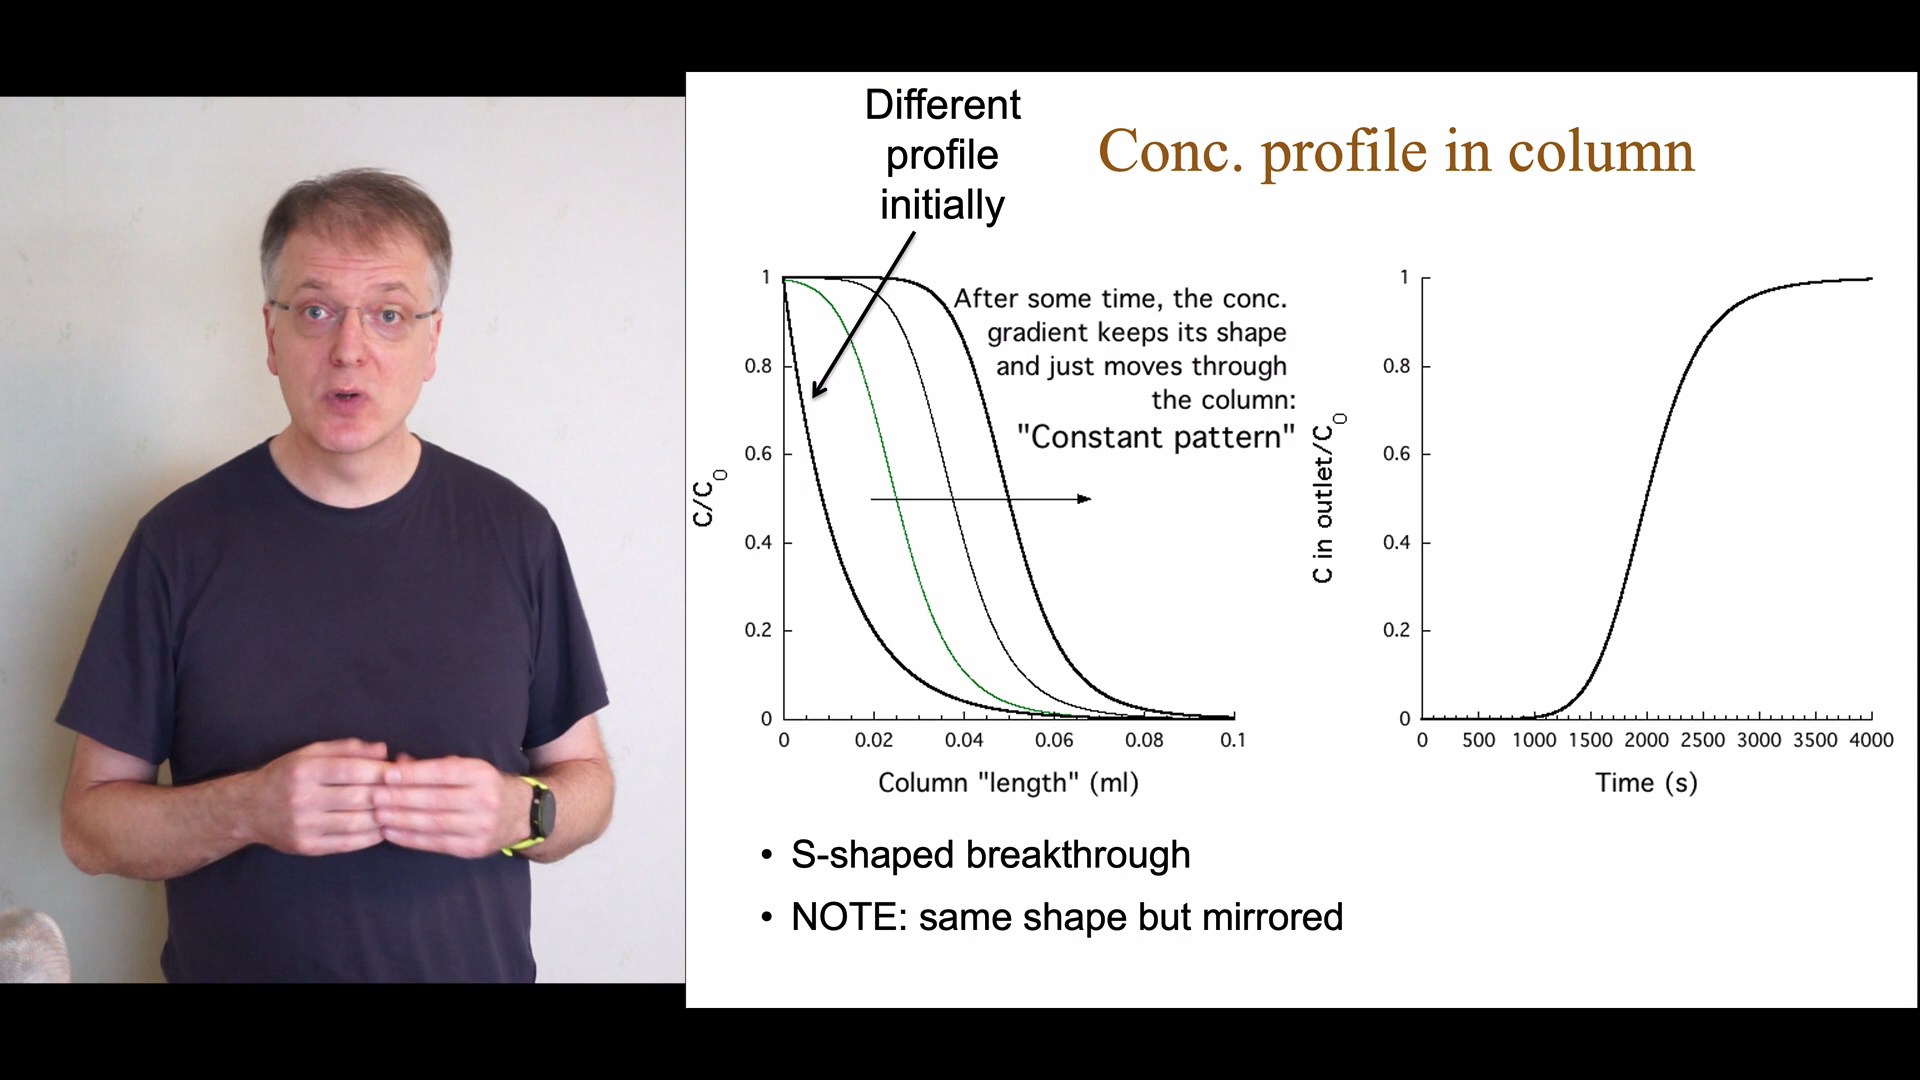 Different
profile
initially
Conc. profile in column
After some time, the conc.
gradient keeps its shape
and just moves through
the column:
"Constant pattern"
C/C0
1
0.8
0.6
0.4
0.2
0
0 0.02 0.04 0.06 0.08 0.1
Column "length" (ml)
C in outlet/C0
1
0.8
0.6
0.4
0.2
0
0 500 1000 1500 2000 2500 3000 3500 4000
Time (s)
• S-shaped breakthrough
• NOTE: same shape but mirrored